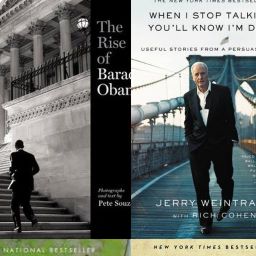 The
Rise
of
Barac
Obam
Photographs
and text by
Pete Souz
NATIONAL BESTSELLER
WHEN I STOP TALKI
YOU'LL KNOW I'M D
USEFUL STORIES FROM A PERSUAS
JERRY WEINTRA
WITH RICH COHEN
NEW YORK TIMES BESTSELLER